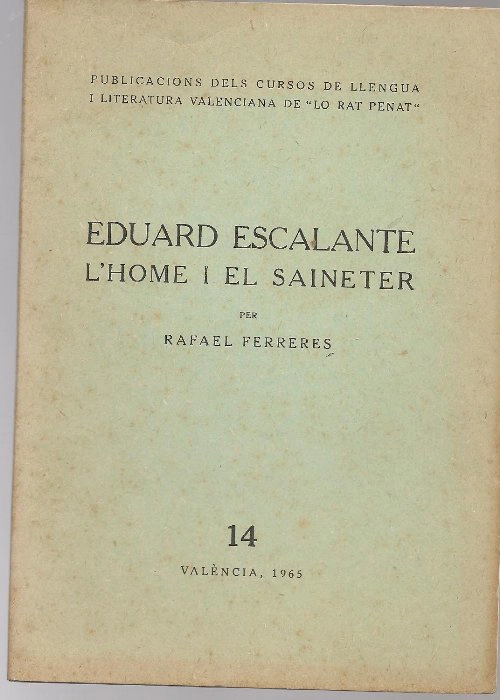 PUBLICACIONS DELS CURSOS DE LLENGUA
I LITERATURA VALENCIANA DE "LO RAT PENAT"
EDUARD ESCALANTE
L'HOME I EL SAINETER
PER
RAFAEL FERRERES
14
VALÈNCIA, 1965